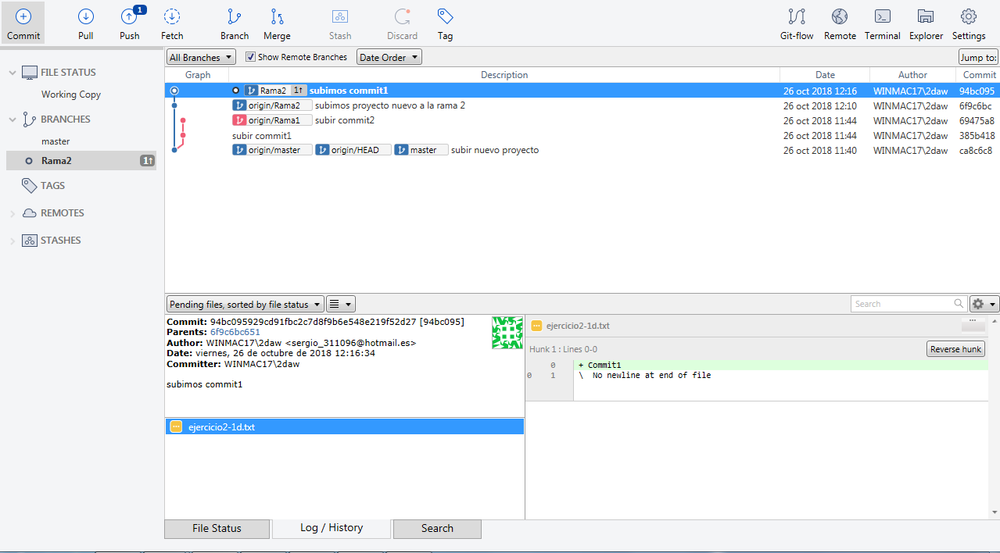 1
Commit Pull Push Fetch Branch Merge Stash Discard Tag Git-flow Remote Terminal Explorer Settings
FILE STATUS
Working Copy
BRANCHES
master
Rama2 1↑
TAGS
REMOTES
STASHES
All Branches Show Remote Branches Date Order Jump to:
Graph Description Date Author Commit
Rama2 1↑ subimos commit1 26 oct 2018 12:16 WINMAC17\2daw 94bc095
origin/Rama2 subimos proyecto nuevo a la rama 2 26 oct 2018 12:10 WINMAC17\2daw 6f9c6bc
origin/Rama1 subir commit2 26 oct 2018 11:44 WINMAC17\2daw 69475a8
subir commit1 26 oct 2018 11:44 WINMAC17\2daw 385b418
origin/master origin/HEAD master subir nuevo proyecto 26 oct 2018 11:40 WINMAC17\2daw ca8c6c8
Pending files, sorted by file status Search
Commit: 94bc095929cd91fbc2c7d8f9b6e548e219f52d27 [94bc095]
Parents: 6f9c6bc651
Author: WINMAC17\2daw <sergio_311096@hotmail.es>
Date: viernes, 26 de octubre de 2018 12:16:34
Committer: WINMAC17\2daw
subimos commit1
ejercicio2-1d.txt
ejercicio2-1d.txt
Hunk 1 : Lines 0-0 Reverse hunk
0 + Commit1
0 1 \ No newline at end of file
File Status Log / History Search